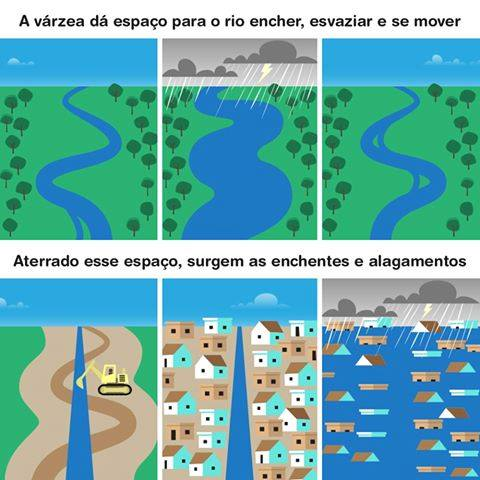 A várzea dá espaço para o rio encher, esvaziar e se mover
Aterrado esse espaço, surgem as enchentes e alagamentos